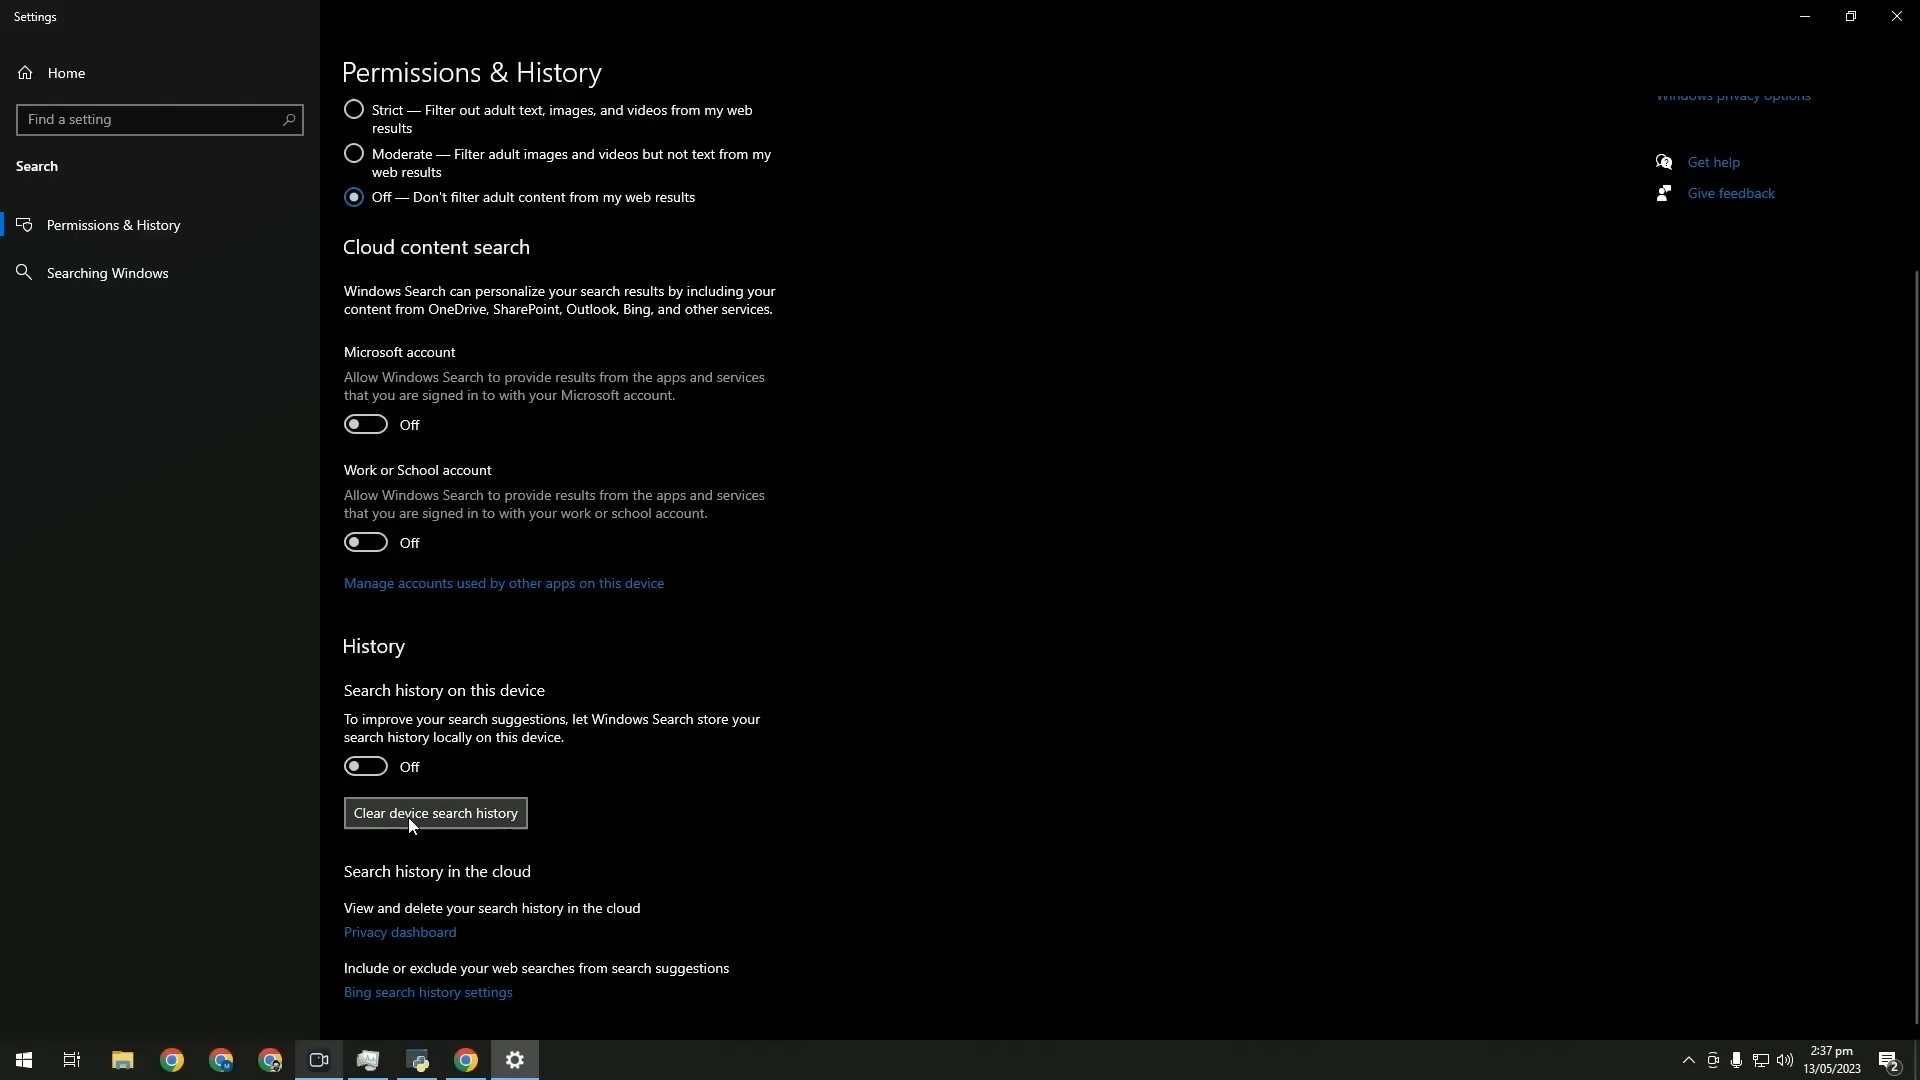 Settings
Home
Find a setting
Search
Permissions & History
Searching Windows
Permissions & History
Strict — Filter out adult text, images, and videos from my web
results
Moderate — Filter adult images and videos but not text from my
web results
Off — Don't filter adult content from my web results
Cloud content search
Windows Search can personalize your search results by including your
content from OneDrive, SharePoint, Outlook, Bing, and other services.
Microsoft account
Allow Windows Search to provide results from the apps and services
that you are signed in to with your Microsoft account.
Off
Work or School account
Allow Windows Search to provide results from the apps and services
that you are signed in to with your work or school account.
Off
Manage accounts used by other apps on this device
History
Search history on this device
To improve your search suggestions, let Windows Search store your
search history locally on this device.
Off
Clear device search history
Search history in the cloud
View and delete your search history in the cloud
Privacy dashboard
Include or exclude your web searches from search suggestions
Bing search history settings
Windows privacy options
Get help
Give feedback
2:37 pm
13/05/2023
2